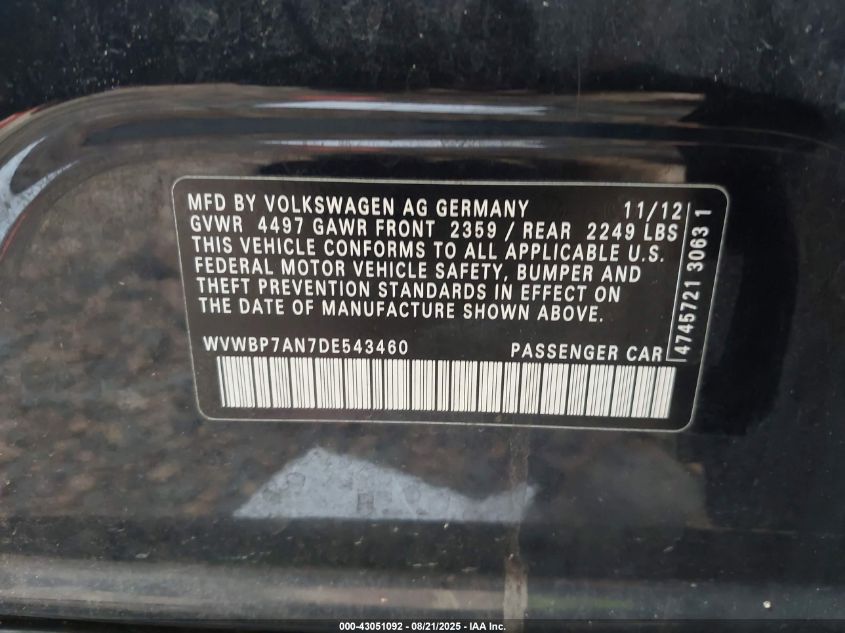 MFD BY VOLKSWAGEN AG GERMANY 11/12
GVWR 4497 GAWR FRONT 2359 / REAR 2249 LBS
THIS VEHICLE CONFORMS TO ALL APPLICABLE U.S.
FEDERAL MOTOR VEHICLE SAFETY, BUMPER AND
THEFT PREVENTION STANDARDS IN EFFECT ON
THE DATE OF MANUFACTURE SHOWN ABOVE.
WVWBP7AN7DE543460 PASSENGER CAR
4745721 3063 1
000-43051092 - 08/21/2025 - IAA Inc.